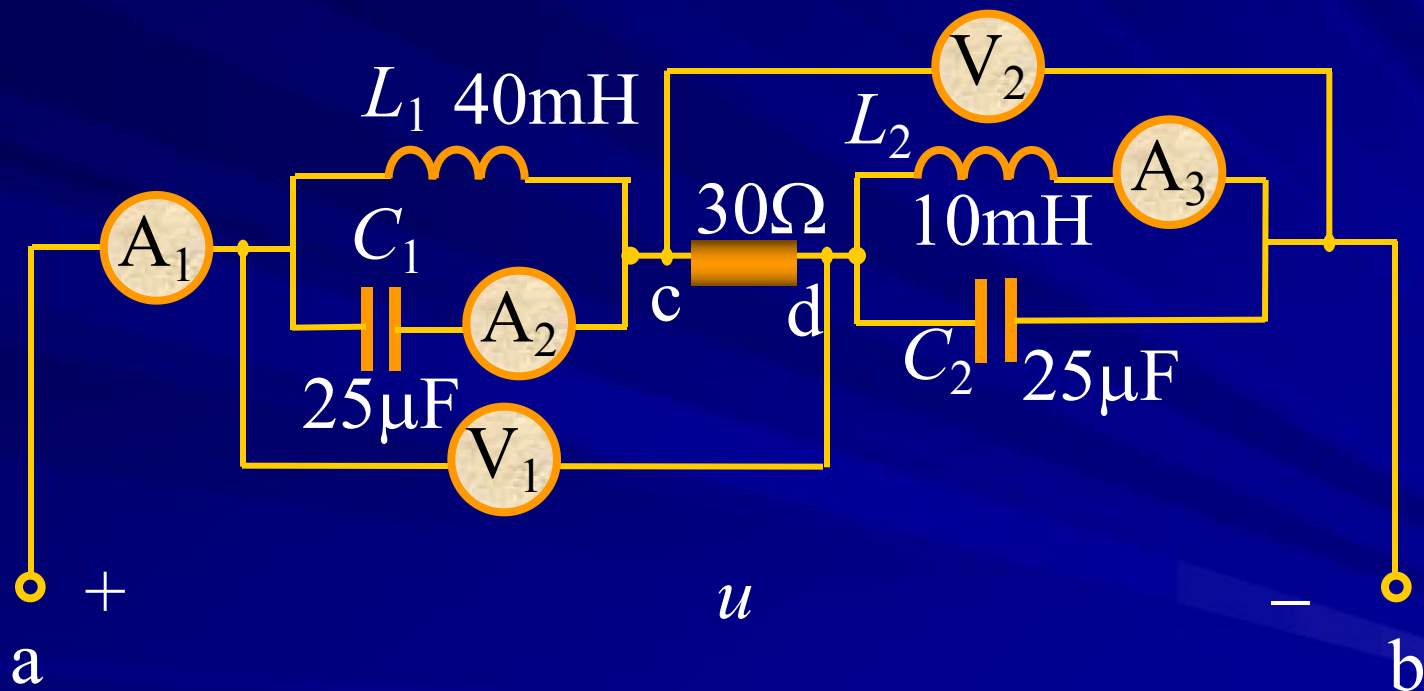 V₂
L₁ 40mH
L₂
A₃
30Ω
10mH
A₁
C₁
c
d
A₂
C₂
25μF
25μF
V₁
+
u
−
a
b